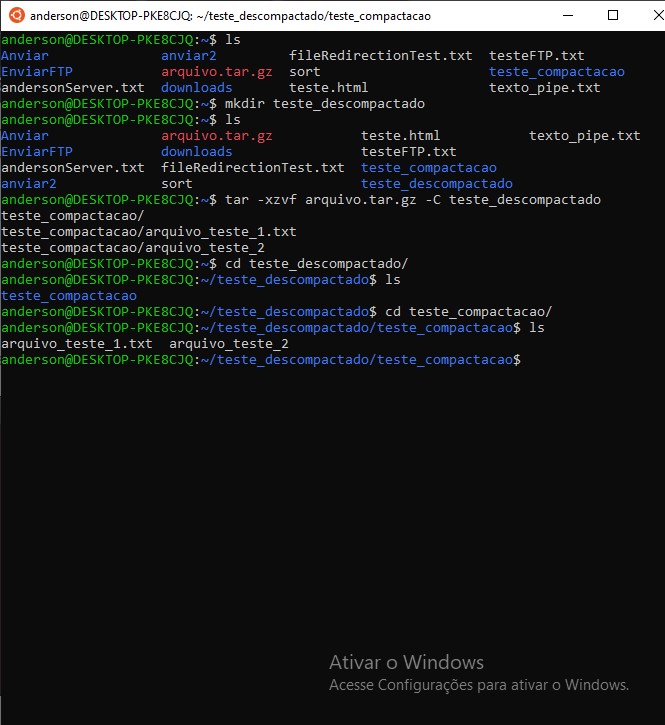 anderson@DESKTOP-PKE8CJQ: ~/teste_descompactado/teste_compactacao
anderson@DESKTOP-PKE8CJQ:~$ ls
Anviar anviar2 fileRedirectionTest.txt testeFTP.txt
EnviarFTP arquivo.tar.gz sort teste_compactacao
andersonServer.txt downloads teste.html texto_pipe.txt
anderson@DESKTOP-PKE8CJQ:~$ mkdir teste_descompactado
anderson@DESKTOP-PKE8CJQ:~$ ls
Anviar arquivo.tar.gz teste.html texto_pipe.txt
EnviarFTP downloads testeFTP.txt
andersonServer.txt fileRedirectionTest.txt teste_compactacao
anviar2 sort teste_descompactado
anderson@DESKTOP-PKE8CJQ:~$ tar -xzvf arquivo.tar.gz -C teste_descompactado
teste_compactacao/
teste_compactacao/arquivo_teste_1.txt
teste_compactacao/arquivo_teste_2
anderson@DESKTOP-PKE8CJQ:~$ cd teste_descompactado/
anderson@DESKTOP-PKE8CJQ:~/teste_descompactado$ ls
teste_compactacao
anderson@DESKTOP-PKE8CJQ:~/teste_descompactado$ cd teste_compactacao/
anderson@DESKTOP-PKE8CJQ:~/teste_descompactado/teste_compactacao$ ls
arquivo_teste_1.txt arquivo_teste_2
anderson@DESKTOP-PKE8CJQ:~/teste_descompactado/teste_compactacao$
Ativar o Windows
Acesse Configurações para ativar o Windows.